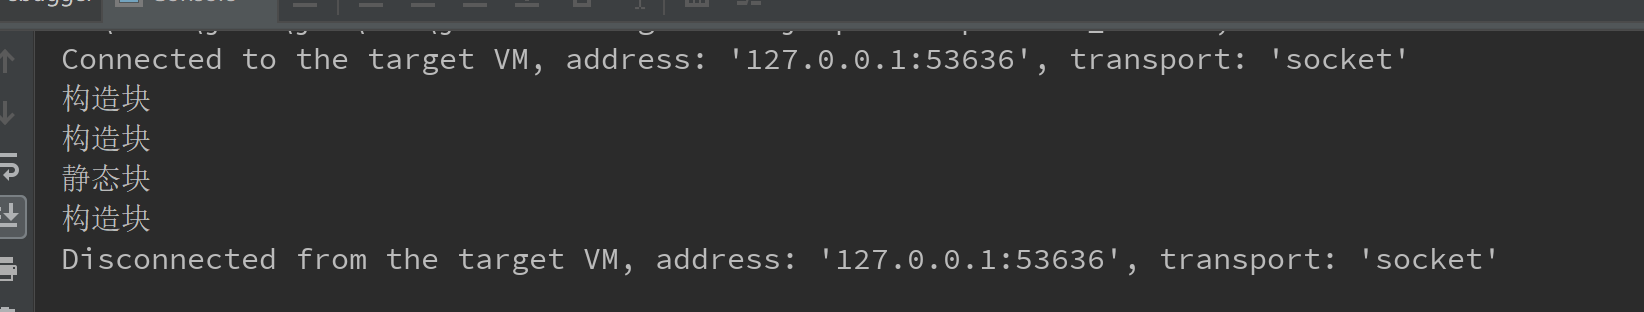 Connected to the target VM, address: '127.0.0.1:53636', transport: 'socket'
构造块
构造块
静态块
构造块
Disconnected from the target VM, address: '127.0.0.1:53636', transport: 'socket'